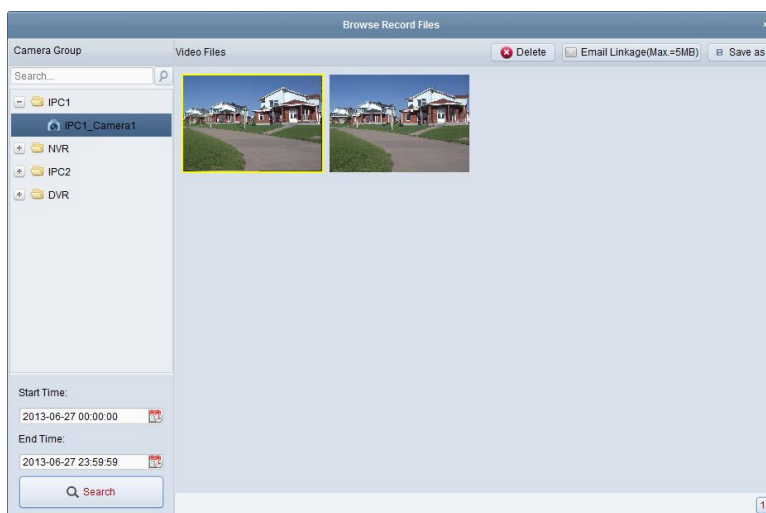 Browse Record Files
Camera Group
Video Files
Delete
Email Linkage(Max.=5MB)
Save as
Search...
IPC1
IPC1_Camera1
NVR
IPC2
DVR
Start Time:
2013-06-27 00:00:00
End Time:
2013-06-27 23:59:59
Search
1